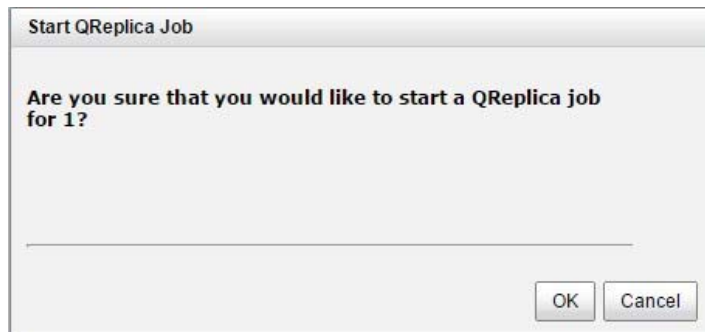 Start QReplica Job
Are you sure that you would like to start a QReplica job
for 1?
OK
Cancel